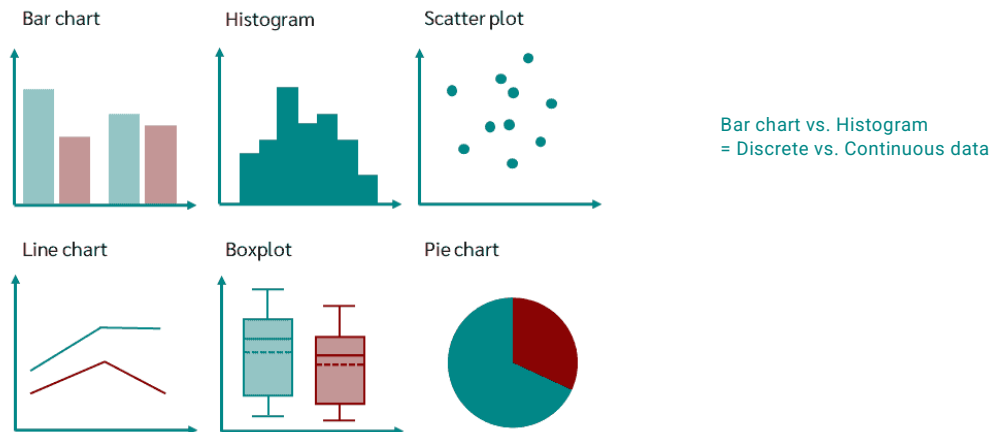 Bar chart
Histogram
Scatter plot
Bar chart vs. Histogram
= Discrete vs. Continuous data
Line chart
Boxplot
Pie chart